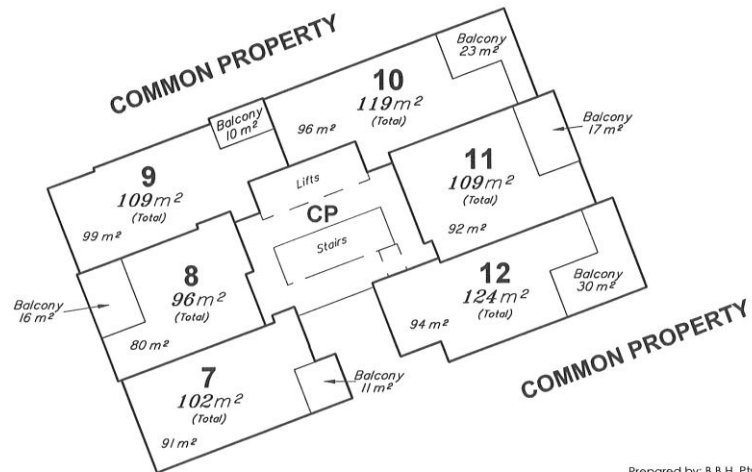 COMMON PROPERTY
Balcony
23 m²
10
119m²
(Total)
96 m²
Balcony
10 m²
Balcony
17 m²
9
109m²
(Total)
99 m²
11
109m²
(Total)
92 m²
Lifts
CP
Stairs
8
96m²
(Total)
80 m²
Balcony
16 m²
12
124m²
(Total)
94 m²
Balcony
30 m²
7
102m²
(Total)
91 m²
Balcony
11 m²
COMMON PROPERTY
Prepared by: B.B.H. Pty